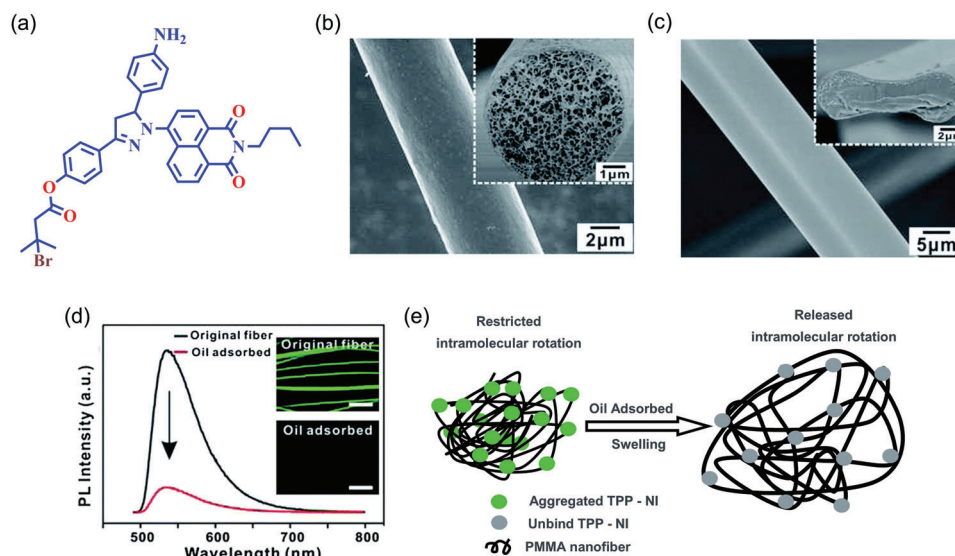 (a)
NH2
N
N
O
N
O
O
O
Br
(b)
1μm
2μm
(c)
2μm
5μm
(d)
PL Intensity (a.u.)
Original fiber
Oil adsorbed
Original fiber
Oil adsorbed
500 600 700 800
Wavelength (nm)
(e)
Restricted
intramolecular rotation
Released
intramolecular rotation
Oil Adsorbed
Swelling
Aggregated TPP - NI
Unbind TPP - NI
PMMA nanofiber